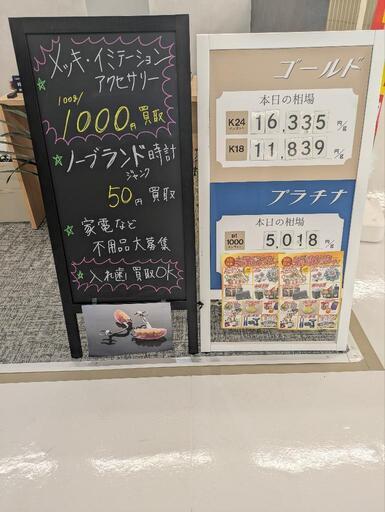 メッキ・イミテーション
アクセサリー
100g/
1000円買取
ノーブランド時計
ジャンク
50円買取
家電など
不用品大募集
入れ歯買取OK
ゴールド
本日の相場
K24 16,335 円/g
K18 11,839 円/g
プラチナ
本日の相場
1000 5,018 円/g